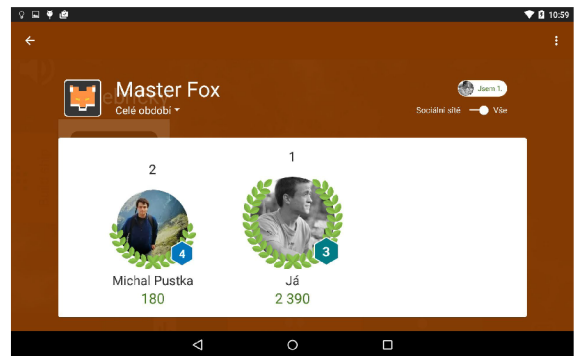 10:59
Master Fox
Celé období
Jsem 1.
Sociální sítě
Vše
2
1
4
3
Michal Pustka
Já
180
2 390